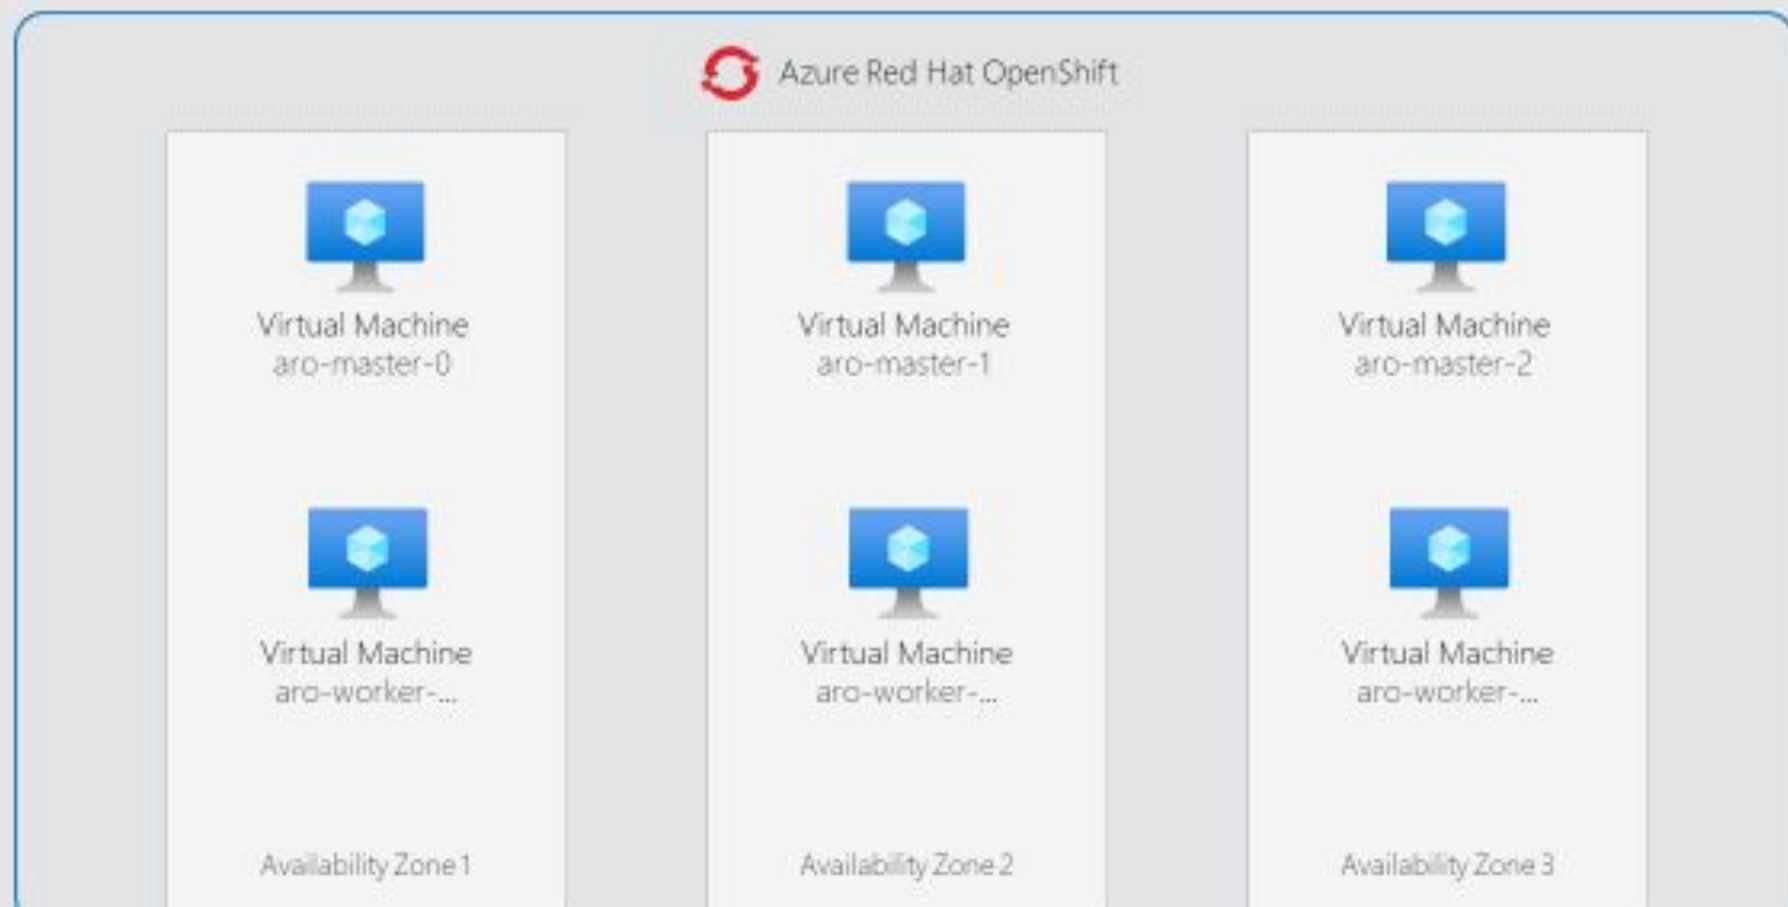 Azure Red Hat OpenShift
Virtual Machine
aro-master-0
Virtual Machine
aro-master-1
Virtual Machine
aro-master-2
Virtual Machine
aro-worker-...
Virtual Machine
aro-worker-...
Virtual Machine
aro-worker-...
Availability Zone 1
Availability Zone 2
Availability Zone 3